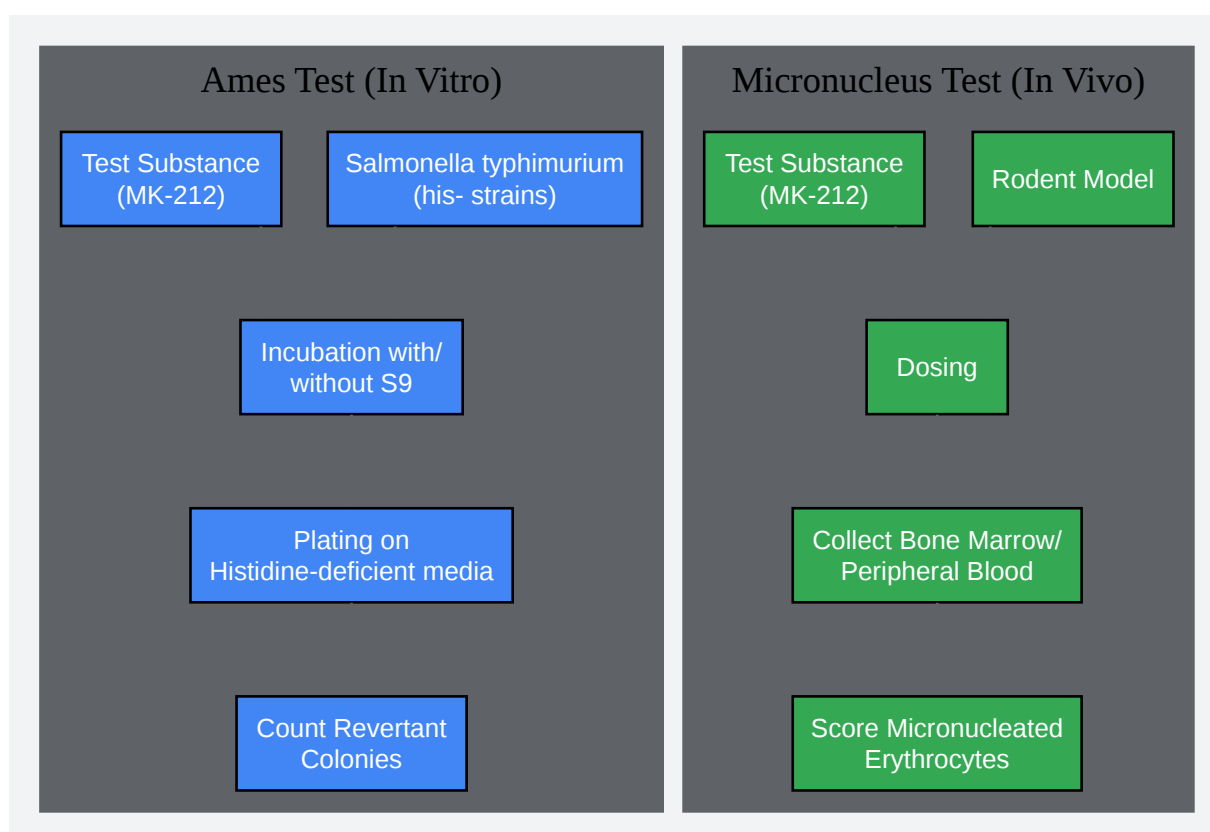 Ames Test (In Vitro)
Test Substance
(MK-212)
Salmonella typhimurium
(his- strains)
Incubation with/
without S9
Plating on
Histidine-deficient media
Count Revertant
Colonies
Micronucleus Test (In Vivo)
Test Substance
(MK-212)
Rodent Model
Dosing
Collect Bone Marrow/
Peripheral Blood
Score Micronucleated
Erythrocytes